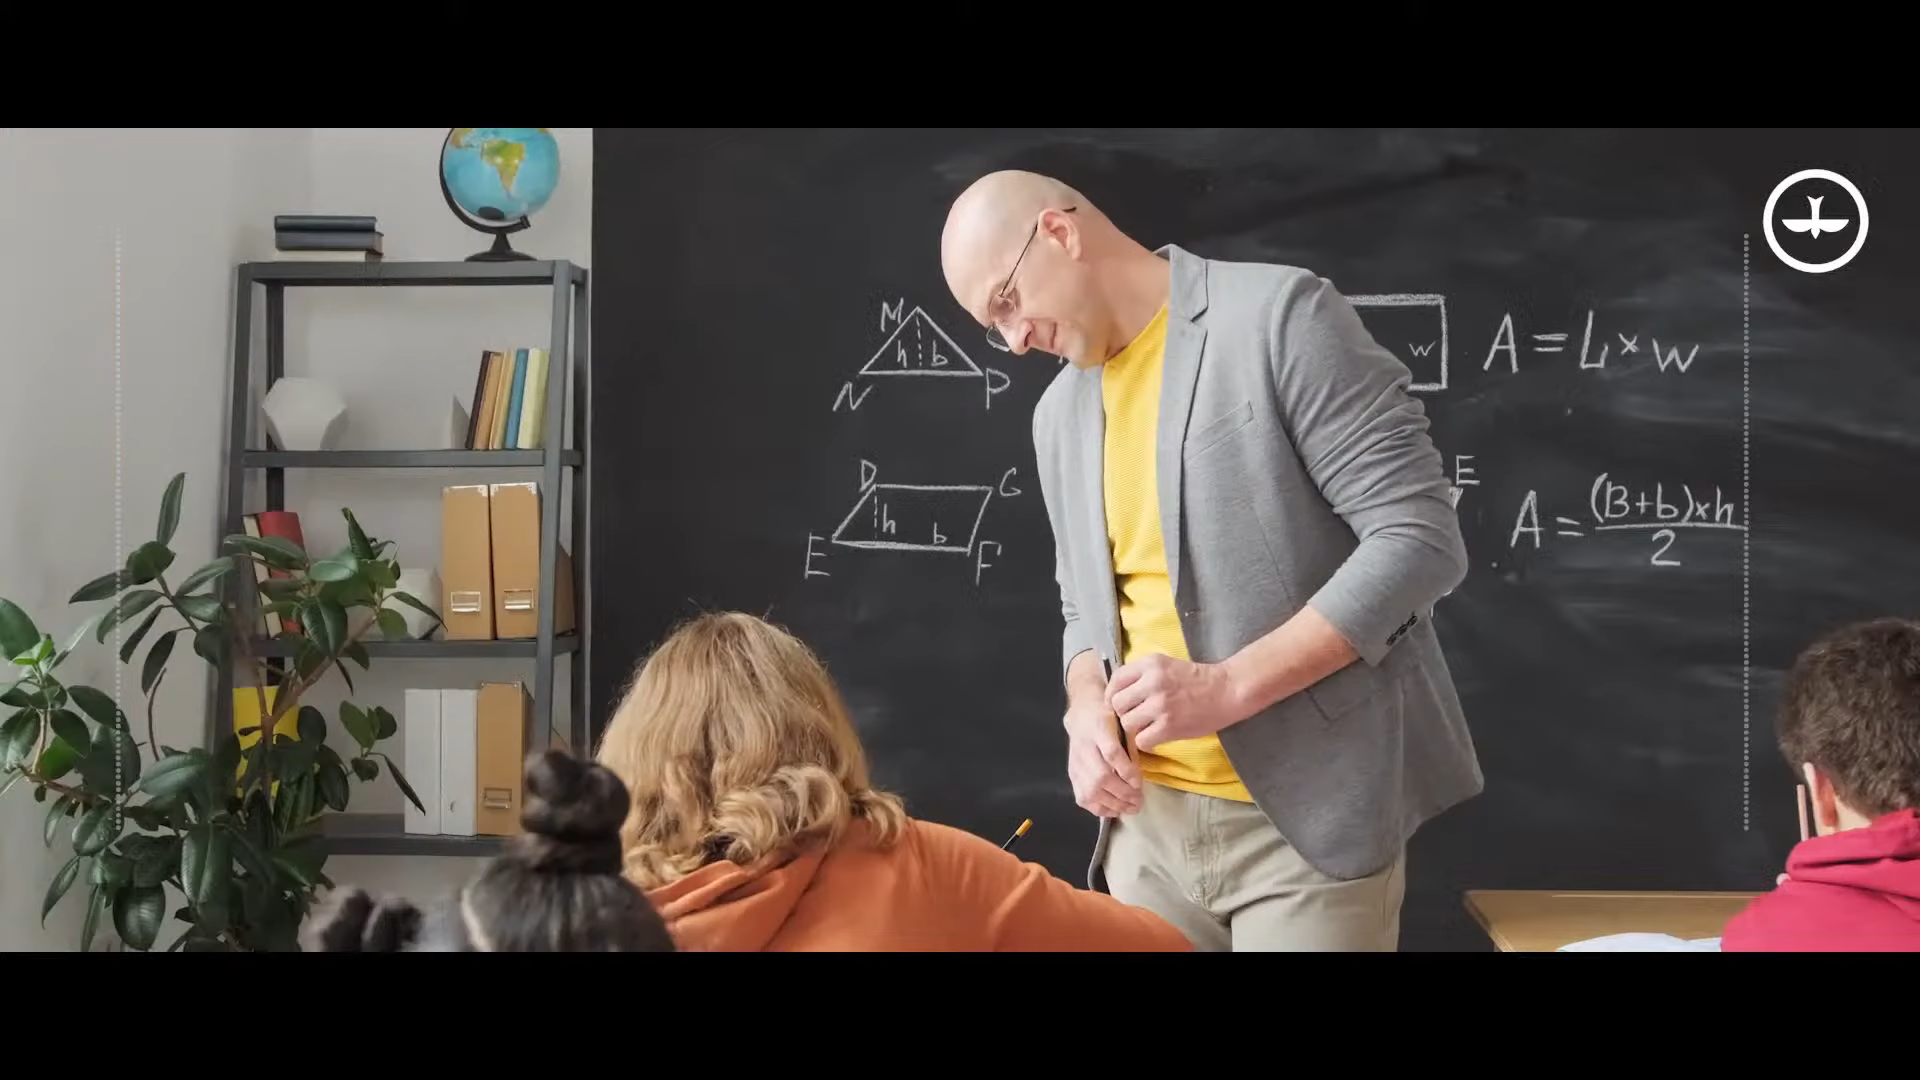 M
h b
N P
w
A = L × w
D G
h b
E F
E
A = (B+b)×h
2